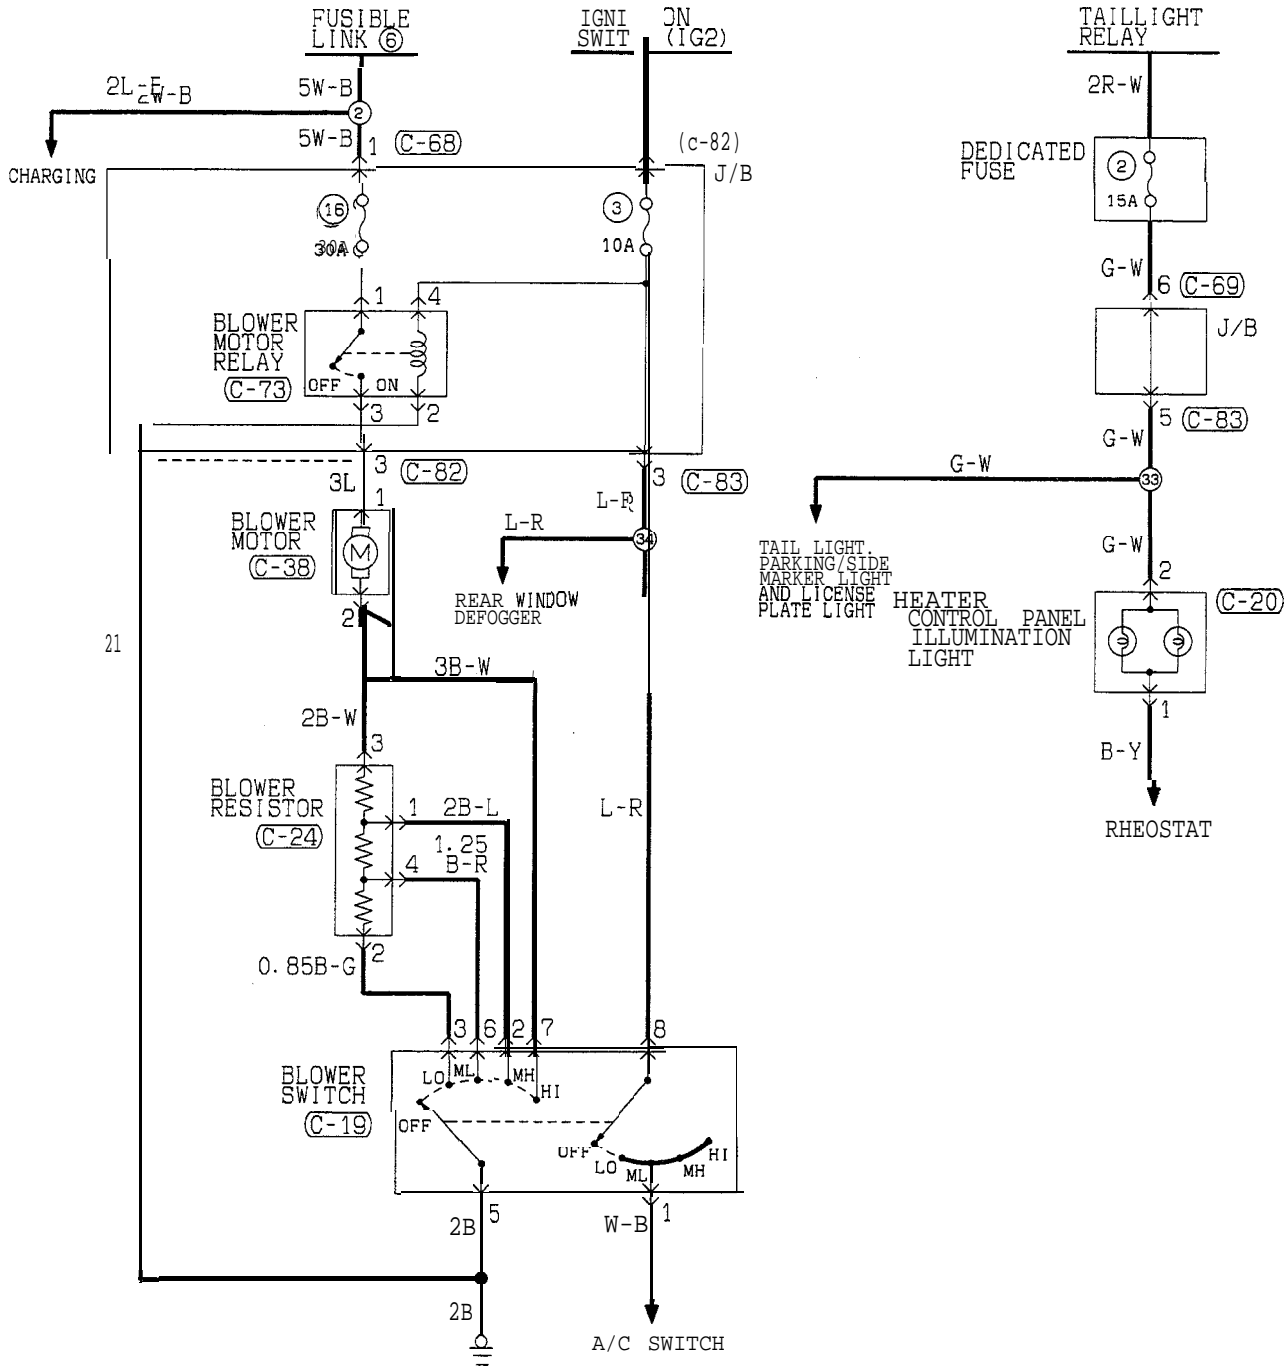 FUSIBLE
LINK 6
IGNI ON
SWIT (IG2)
TAILLIGHT
RELAY
5W-B
2R-W
2
5W-B
1
C-68
(c-82)
J/B
CHARGING
DEDICATED
FUSE
2
15A
16
30A
3
10A
G-W
6
C-69
1
4
BLOWER
MOTOR
RELAY
C-73
OFF
ON
J/B
3
2
5
C-83
G-W
3
C-82
3
C-83
G-W
33
3L
1
L-R
BLOWER
MOTOR
C-38
M
L-R
34
G-W
TAIL LIGHT.
PARKING/SIDE
MARKER LIGHT
AND LICENSE
PLATE LIGHT
2
REAR WINDOW
DEFOGGER
HEATER
CONTROL PANEL
ILLUMINATION
LIGHT
C-20
2
21
3B-W
2B-W
1
3
B-Y
BLOWER
RESISTOR
C-24
1
2B-L
L-R
RHEOSTAT
1.25
B-R
4
2
0.85B-G
3
6
2
7
8
BLOWER
SWITCH
C-19
LO
ML
MH
HI
OFF
OFF
LO
ML
MH
HI
5
2B
W-B
1
2B
A/C SWITCH